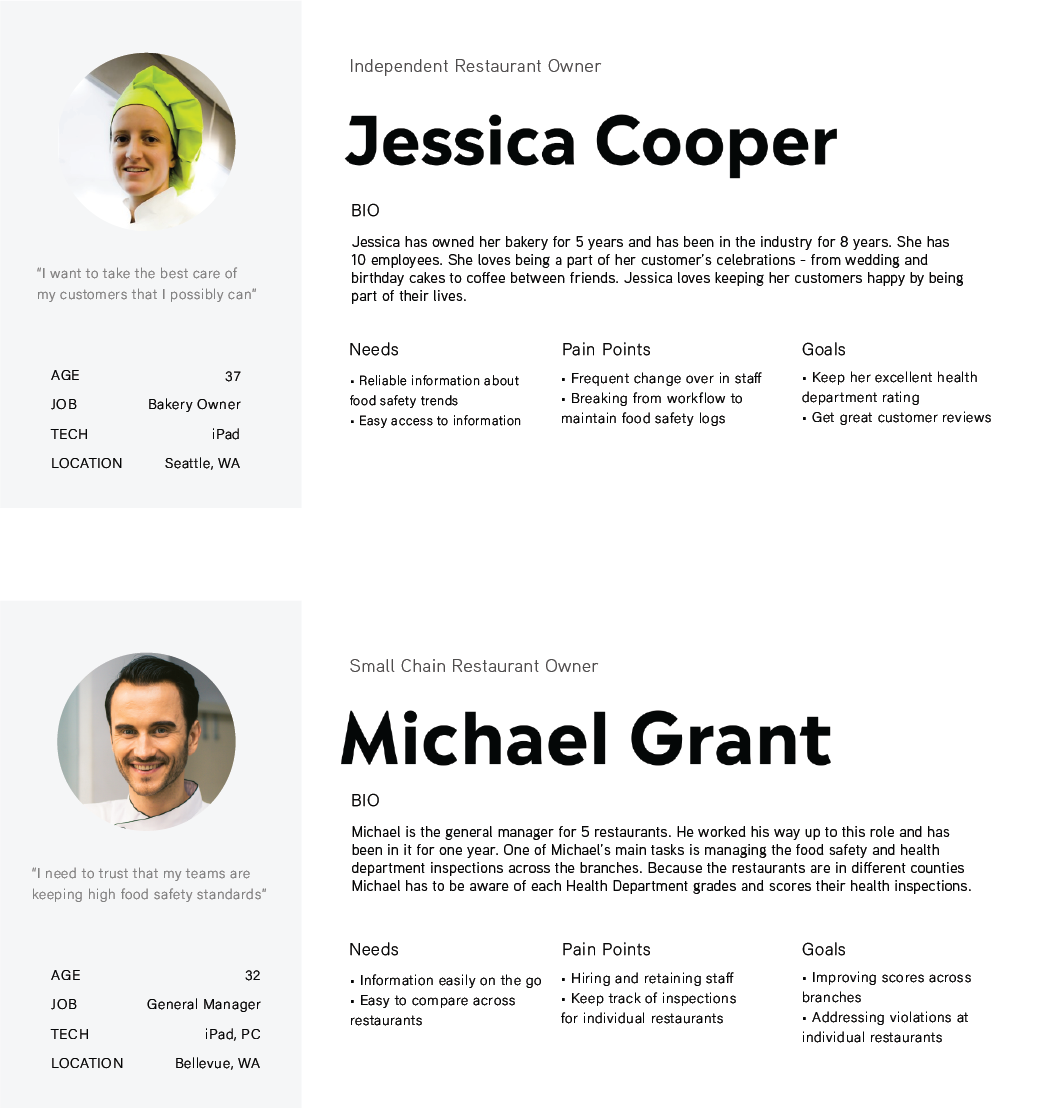 Independent Restaurant Owner
Jessica Cooper
BIO
Jessica has owned her bakery for 5 years and has been in the industry for 8 years. She has
10 employees. She loves being a part of her customer's celebrations - from wedding and
birthday cakes to coffee between friends. Jessica loves keeping her customers happy by being
part of their lives.
"I want to take the best care of
my customers that I possibly can"
AGE 37
JOB Bakery Owner
TECH iPad
LOCATION Seattle, WA
Needs
• Reliable information about
food safety trends
• Easy access to information
Pain Points
• Frequent change over in staff
• Breaking from workflow to
maintain food safety logs
Goals
• Keep her excellent health
department rating
• Get great customer reviews
Small Chain Restaurant Owner
Michael Grant
BIO
Michael is the general manager for 5 restaurants. He worked his way up to this role and has
been in it for one year. One of Michael's main tasks is managing the food safety and health
department inspections across the branches. Because the restaurants are in different counties
Michael has to be aware of each Health Department grades and scores their health inspections.
"I need to trust that my teams are
keeping high food safety standards"
AGE 32
JOB General Manager
TECH iPad, PC
LOCATION Bellevue, WA
Needs
• Information easily on the go
• Easy to compare across
restaurants
Pain Points
• Hiring and retaining staff
• Keep track of inspections
for individual restaurants
Goals
• Improving scores across
branches
• Addressing violations at
individual restaurants